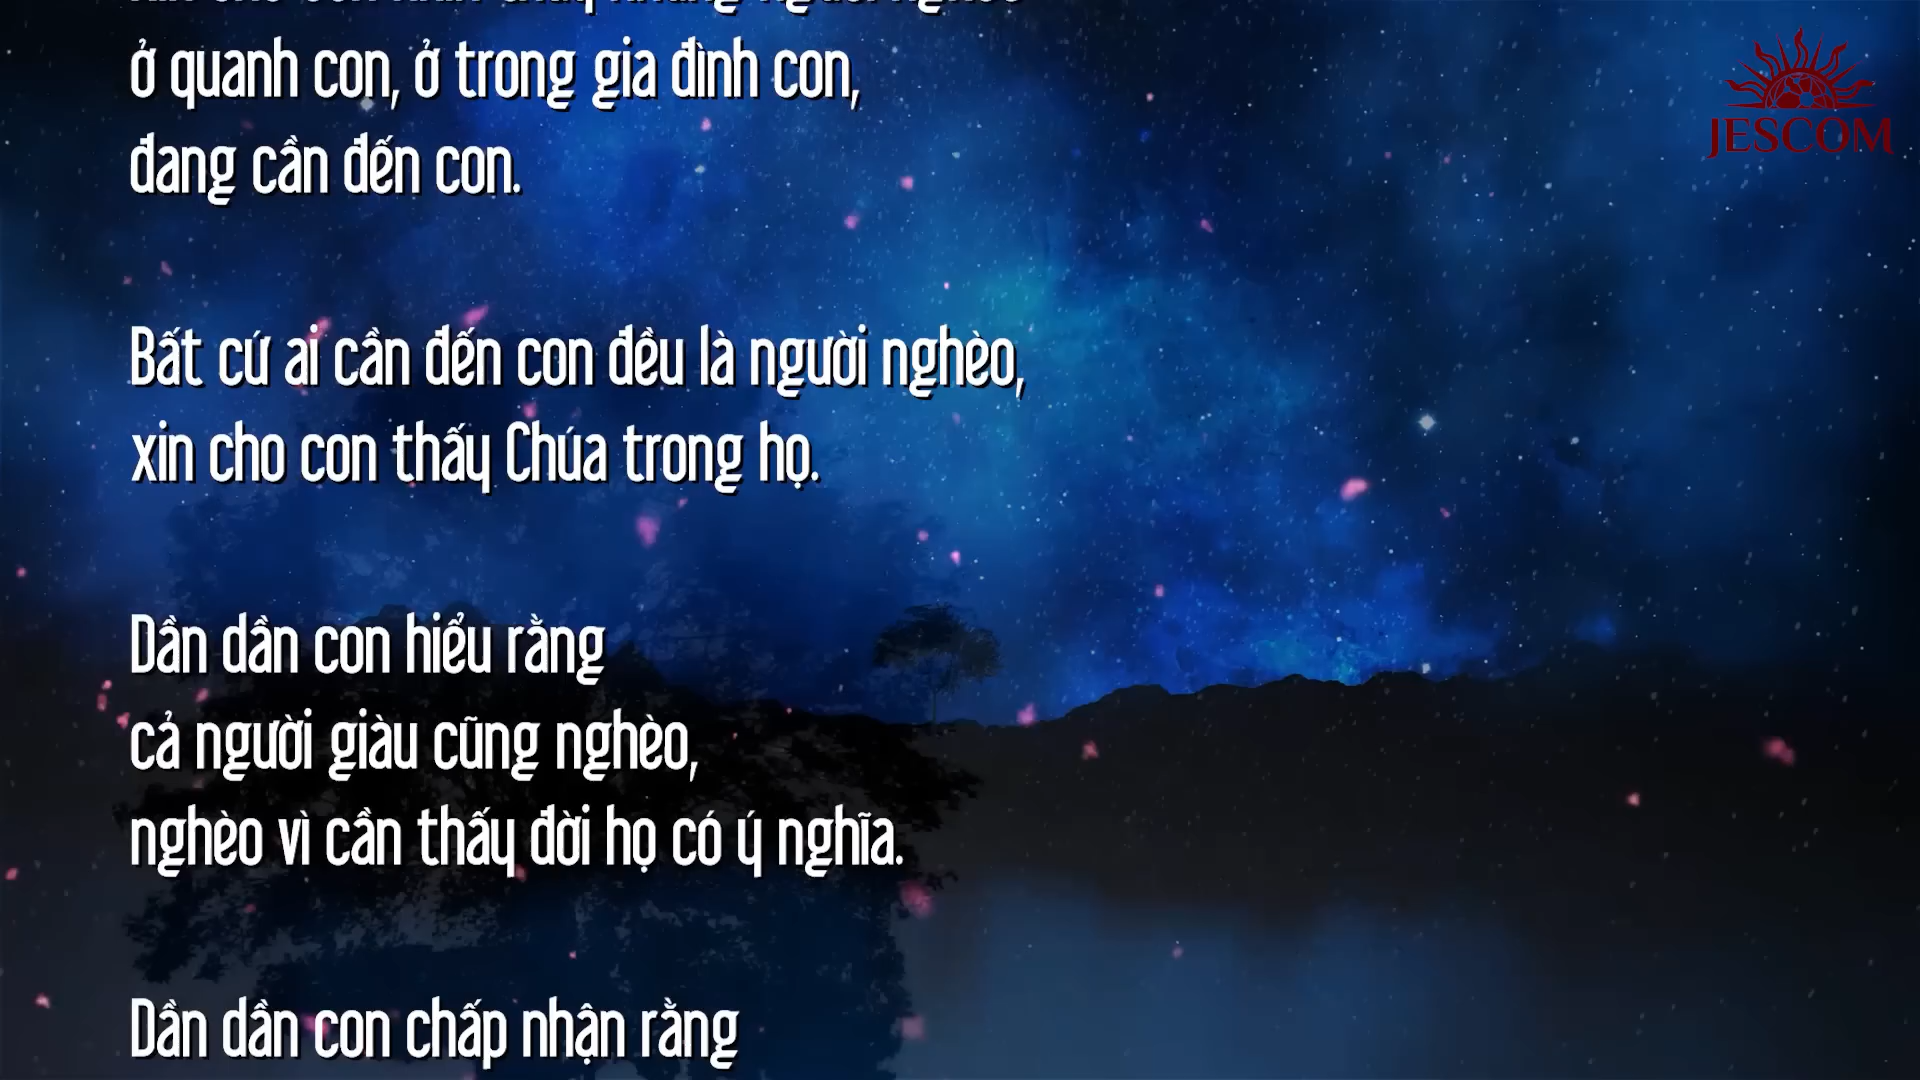 ở quanh con, ở trong gia đình con,
đang cần đến con.
Bất cứ ai cần đến con đều là người nghèo,
xin cho con thấy Chúa trong họ.
Dần dần con hiểu rằng
cả người giàu cũng nghèo,
nghèo vì cần thấy đời họ có ý nghĩa.
Dần dần con chấp nhận rằng
JESCOM